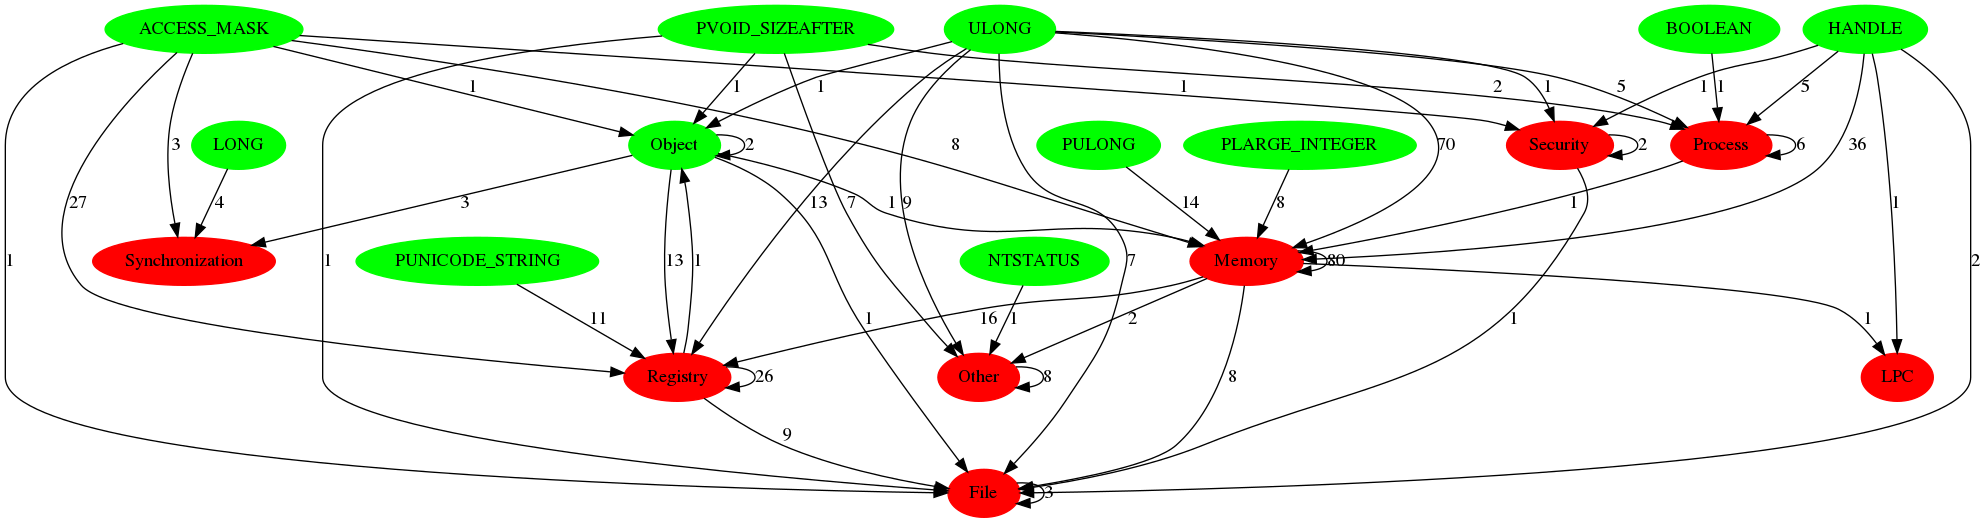 ACCESS_MASK
PVOID_SIZEAFTER
ULONG
BOOLEAN
HANDLE
1
1
1
1
2
1
5
1
1
5
LONG
3
Object
2
8
PULONG
PLARGE_INTEGER
70
Security
2
Process
6
36
27
4
3
13
7
9
1
14
8
1
1
1
1
Synchronization
PUNICODE_STRING
13
1
NTSTATUS
7
Memory
80
2
11
1
16
1
2
1
1
Registry
26
Other
8
8
LPC
9
File
3